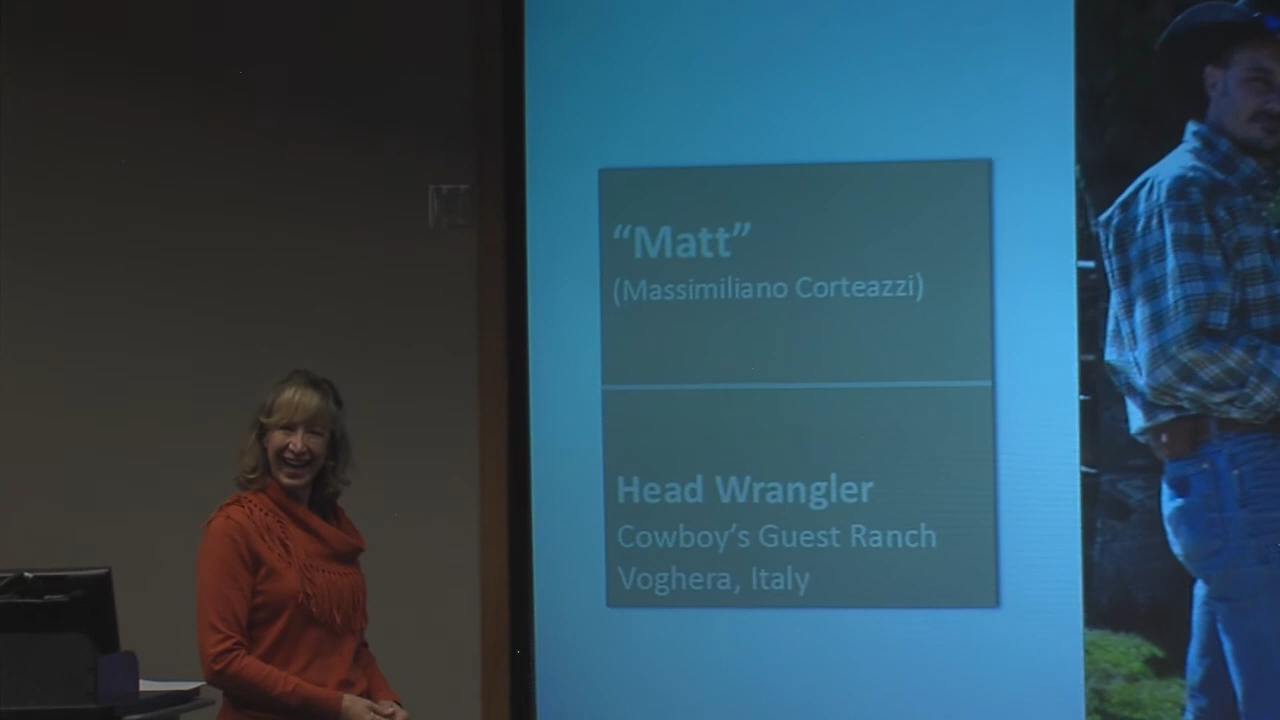 “Matt”
(Massimiliano Corteazzi)
Head Wrangler
Cowboy’s Guest Ranch
Voghera, Italy